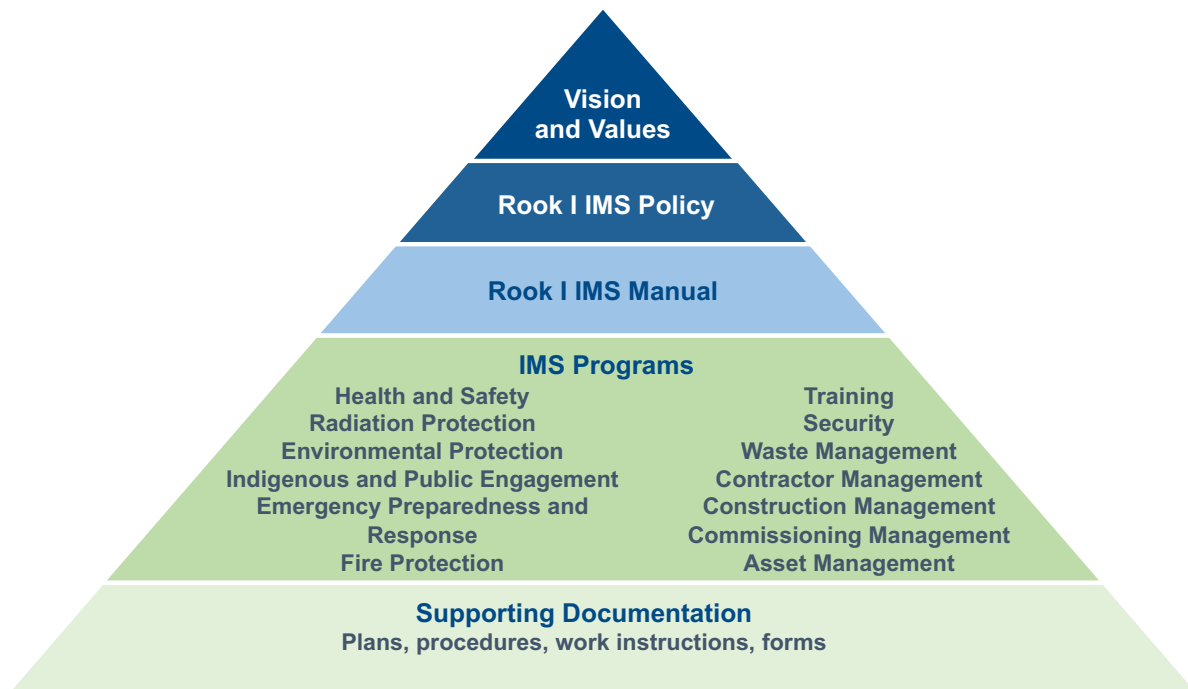 Vision
and Values
Rook I IMS Policy
Rook I IMS Manual
IMS Programs
Health and Safety
Radiation Protection
Environmental Protection
Indigenous and Public Engagement
Emergency Preparedness and
Response
Fire Protection
Training
Security
Waste Management
Contractor Management
Construction Management
Commissioning Management
Asset Management
Supporting Documentation
Plans, procedures, work instructions, forms